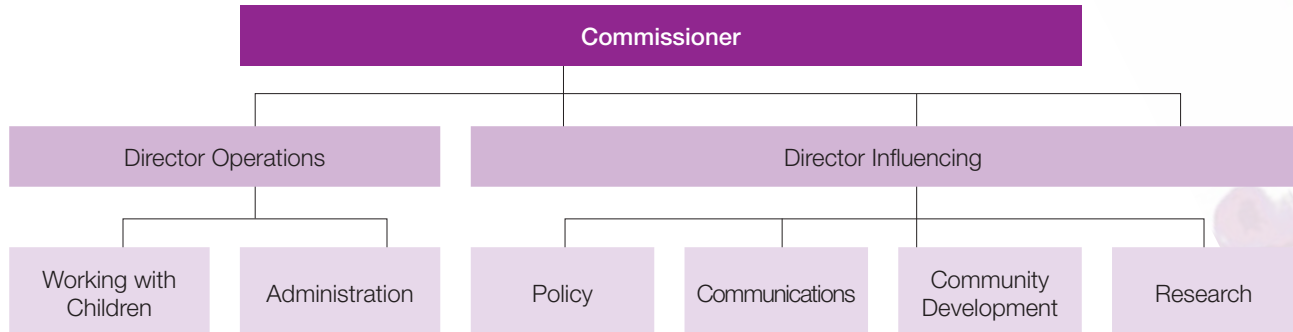 Commissioner
Director Operations
Director Influencing
Working with
Children
Administration
Policy
Communications
Community
Development
Research